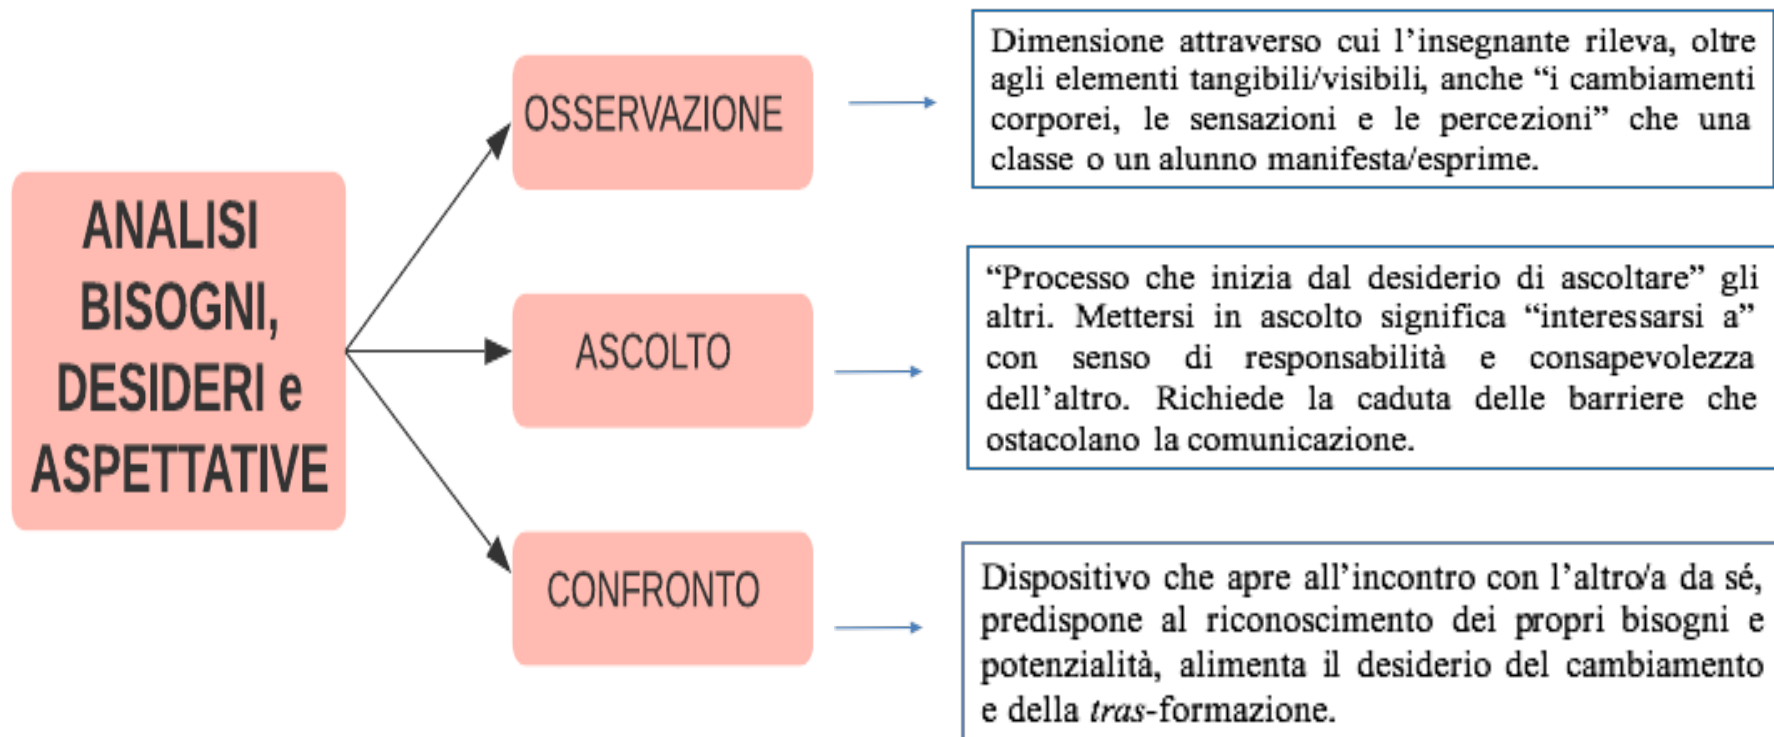 ANALISI
BISOGNI,
DESIDERI e
ASPETTATIVE
OSSERVAZIONE
Dimensione attraverso cui l’insegnante rileva, oltre
agli elementi tangibili/visibili, anche “i cambiamenti
corporei, le sensazioni e le percezioni” che una
classe o un alunno manifesta/esprime.
ASCOLTO
“Processo che inizia dal desiderio di ascoltare” gli
altri. Mettersi in ascolto significa “interessarsi a”
con senso di responsabilità e consapevolezza
dell’altro. Richiede la caduta delle barriere che
ostacolano la comunicazione.
CONFRONTO
Dispositivo che apre all’incontro con l’altro/a da sé,
predispone al riconoscimento dei propri bisogni e
potenzialità, alimenta il desiderio del cambiamento
e della tras-formazione.